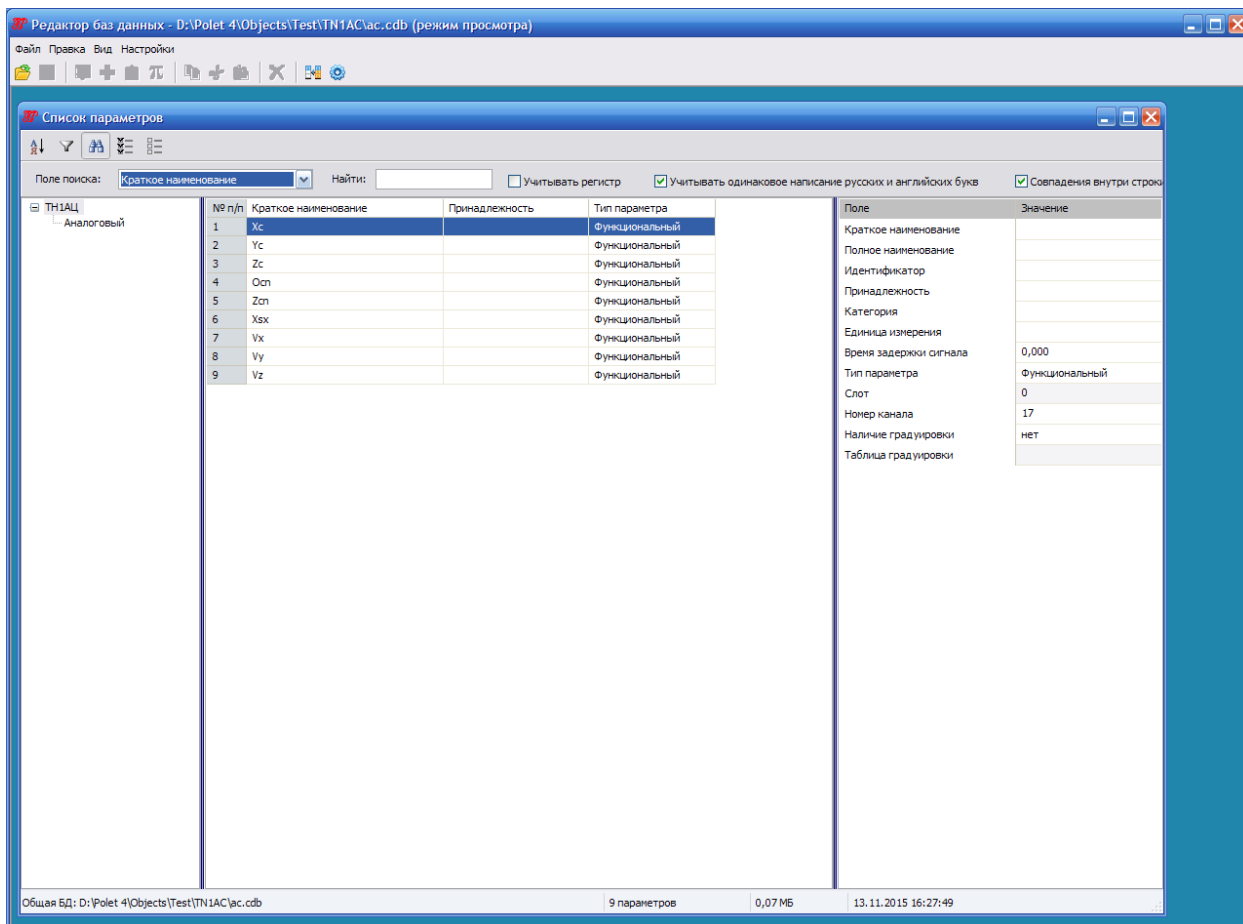 Редактор баз данных - D:\Polet 4\Objects\Test\TN1AC\ac.cdb (режим просмотра)
Файл Правка Вид Настройки
Список параметров
Поле поиска: Краткое наименование Найти: Учитывать регистр Учитывать одинаковое написание русских и английских букв Совпадения внутри строки
ТН1АЦ
Аналоговый
№ п/п Краткое наименование Принадлежность Тип параметра
1 Xc Функциональный
2 Yc Функциональный
3 Zc Функциональный
4 Осп Функциональный
5 Zсп Функциональный
6 Xsx Функциональный
7 Vx Функциональный
8 Vy Функциональный
9 Vz Функциональный
Поле Значение
Краткое наименование
Полное наименование
Идентификатор
Принадлежность
Категория
Единица измерения
Время задержки сигнала 0,000
Тип параметра Функциональный
Слот 0
Номер канала 17
Наличие градуировки нет
Таблица градуировки
Общая БД: D:\Polet 4\Objects\Test\TN1AC\ac.cdb 9 параметров 0,07 МБ 13.11.2015 16:27:49